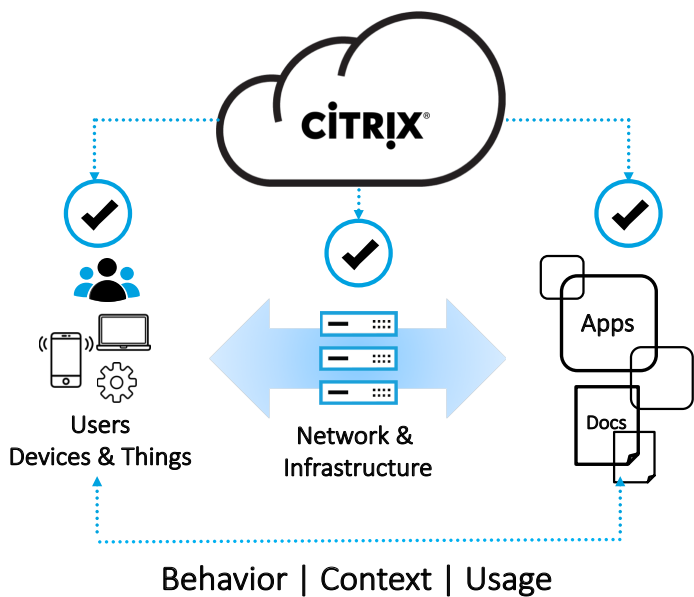 CITRIX®
Apps
Docs
Users
Devices & Things
Network &
Infrastructure
Behavior | Context | Usage